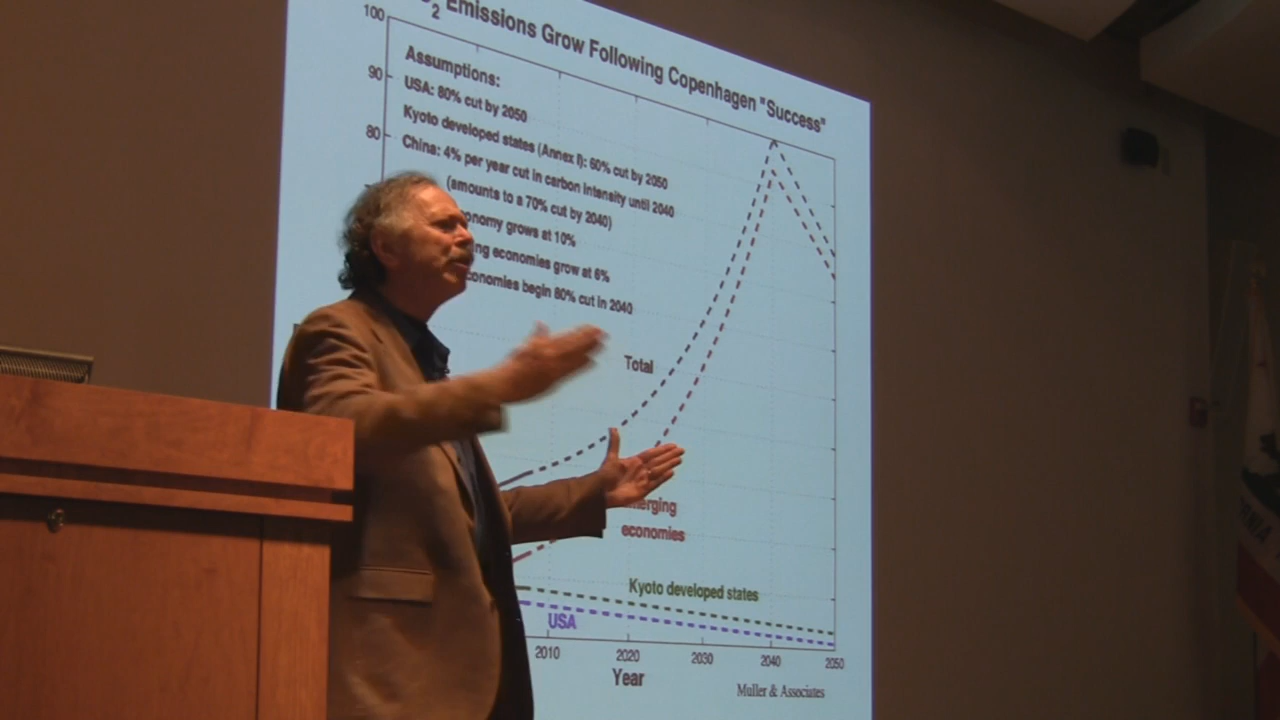 Emissions Grow Following Copenhagen "Success"
100
90
80
Assumptions:
USA: 80% cut by 2050
Kyoto developed states (Annex I): 60% cut by 2050
China: 4% per year cut in carbon intensity until 2040
(amounts to a 70% cut by 2040)
grows at 10%
economies grow at 6%
begin 80% cut in 2040
Total
economies
Kyoto developed states
USA
2010 2020 2030 2040 2050
Year
Muller & Associates